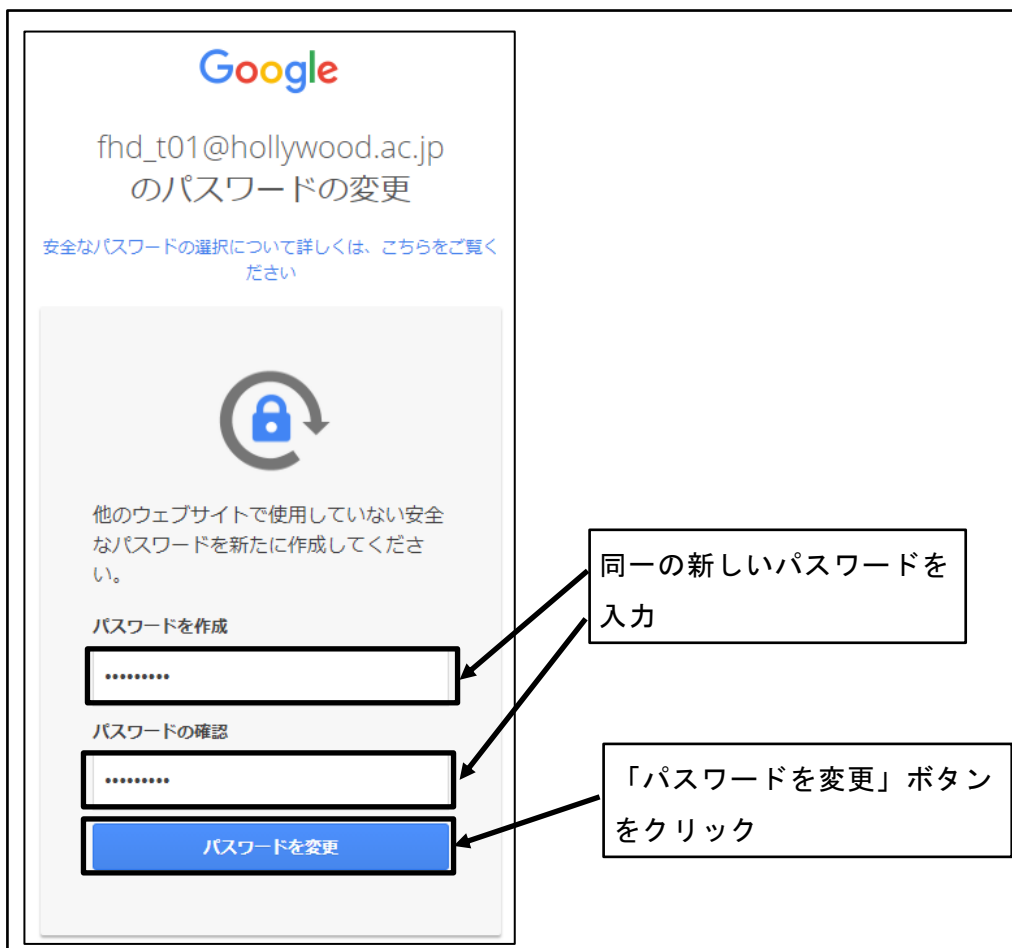 Google
fhd_t01@hollywood.ac.jp
のパスワードの変更
安全なパスワードの選択について詳しくは、こちらをご覧く
ださい
他のウェブサイトで使用していない安全
なパスワードを新たに作成してくださ
い。
パスワードを作成
•••••••••
パスワードの確認
•••••••••
パスワードを変更
同一の新しいパスワードを
入力
「パスワードを変更」ボタン
をクリック